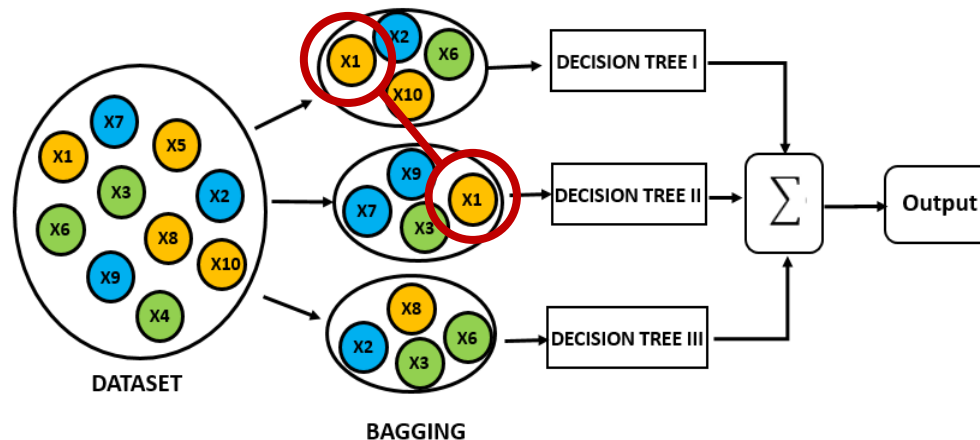 X2
X1
X6
X10
DECISION TREE I
X7
X1
X5
X3
X2
X6
X8
X10
X9
X4
DATASET
X9
X7
X1
X3
DECISION TREE II
∑
Output
X8
X2
X6
X3
DECISION TREE III
BAGGING